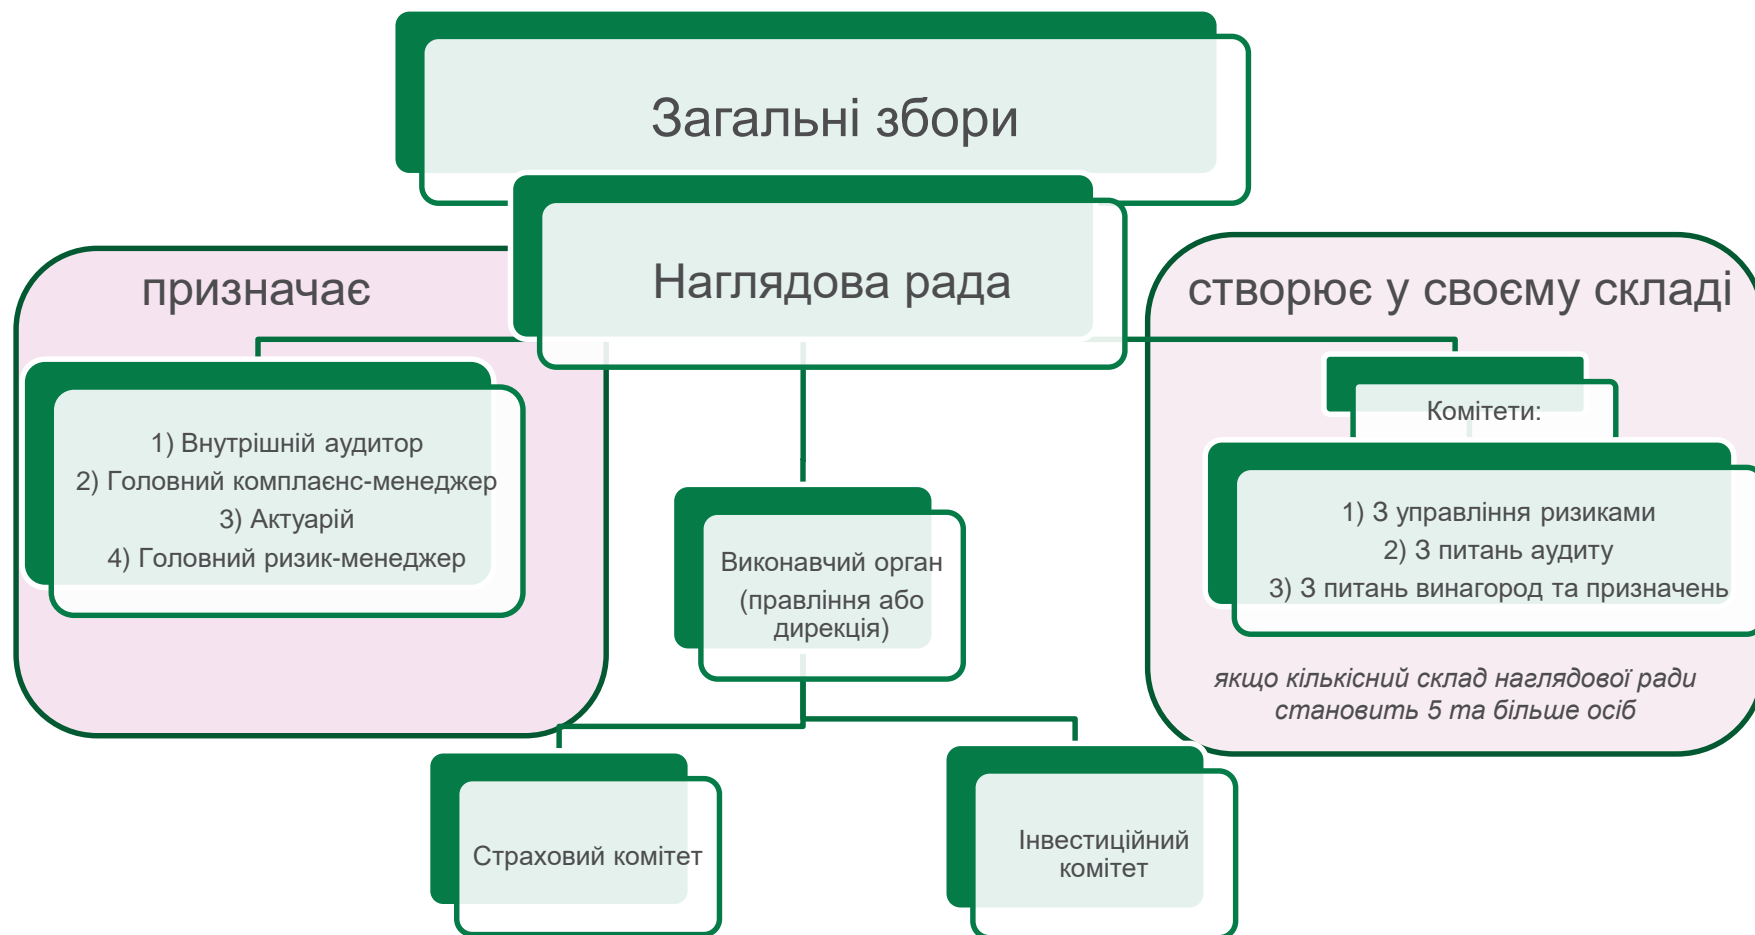 Загальні збори
Наглядова рада
призначає
1) Внутрішній аудитор
2) Головний комплаєнс-менеджер
3) Актуарій
4) Головний ризик-менеджер
створює у своєму складі
Комітети:
1) З управління ризиками
2) З питань аудиту
3) З питань винагород та призначень
якщо кількісний склад наглядової ради
становить 5 та більше осіб
Виконавчий орган
(правління або
дирекція)
Страховий комітет
Інвестиційний
комітет